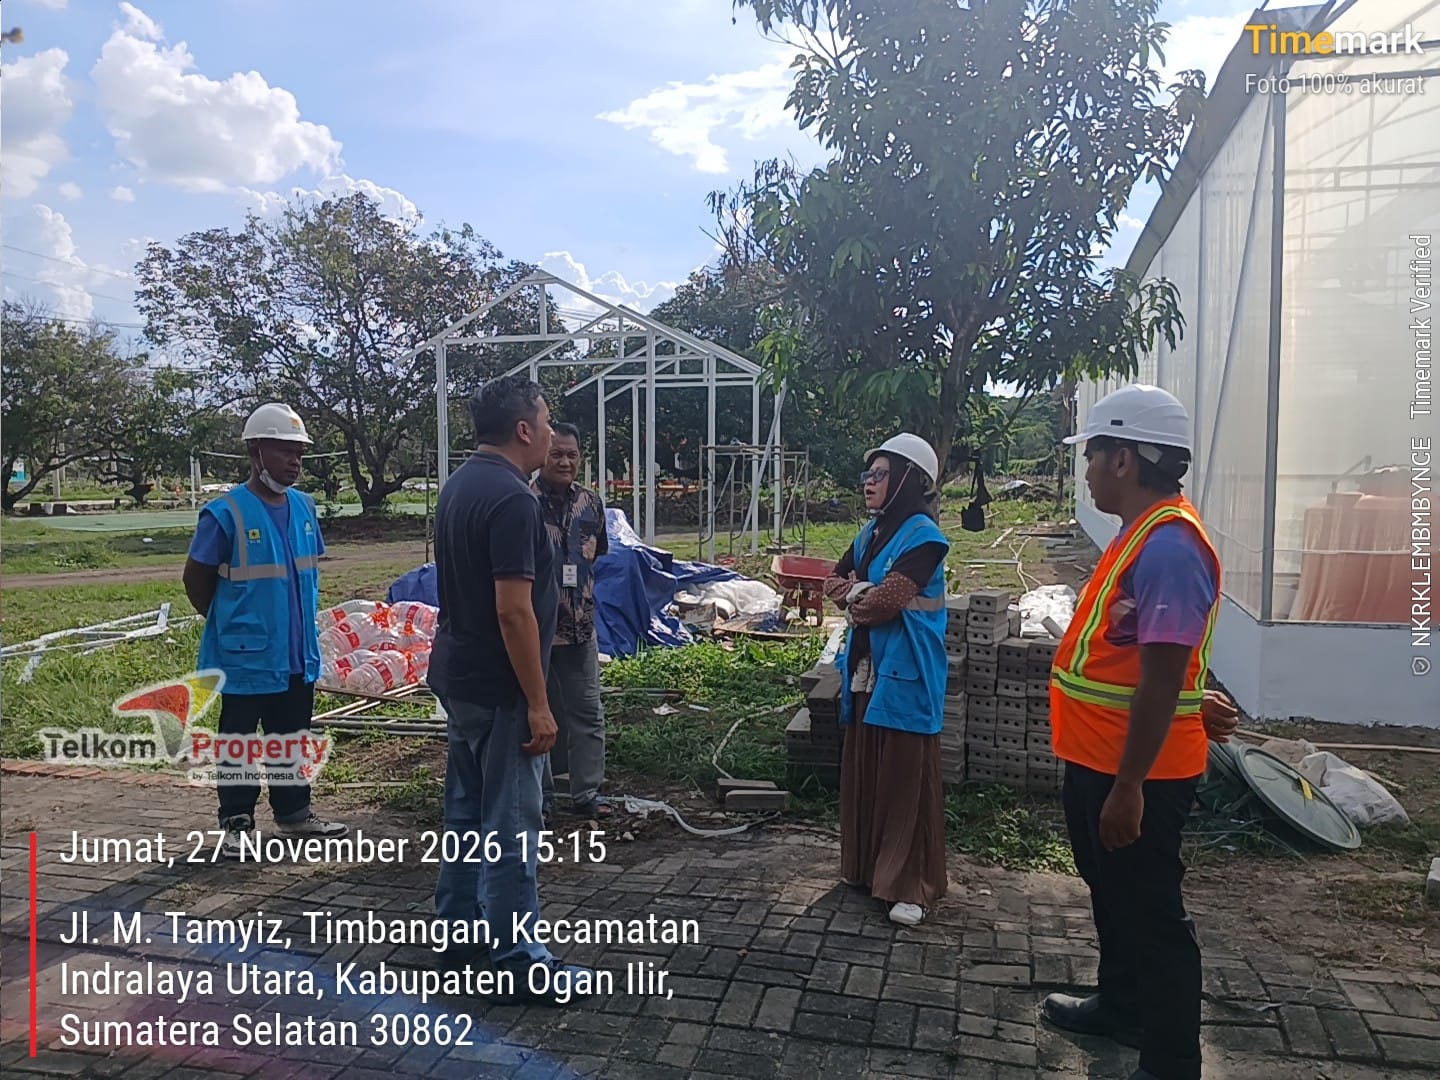 Timemark
Foto 100% akurat
© NKRKLEMBMBYNCE Timemark Verified
Telkom Property
by Telkom Indonesia
Jumat, 27 November 2026 15:15
Jl. M. Tamyiz, Timbangan, Kecamatan
Indralaya Utara, Kabupaten Ogan Ilir,
Sumatera Selatan 30862